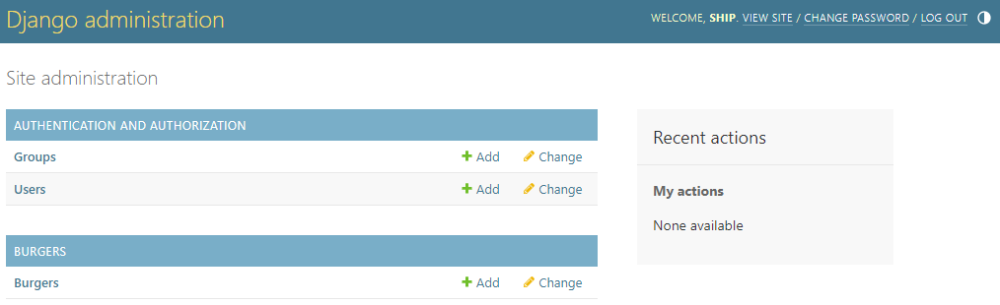 Django administration
WELCOME, SHIP. VIEW SITE / CHANGE PASSWORD / LOG OUT
Site administration
AUTHENTICATION AND AUTHORIZATION
Groups Add Change
Users Add Change
BURGERS
Burgers Add Change
Recent actions
My actions
None available